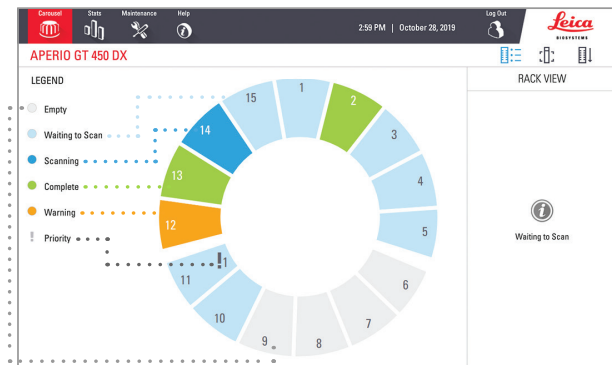 Carousel
Stats
Maintenance
Help
2:59 PM | October 28, 2019
Log Out
Leica
BIOSYSTEMS
APERIO GT 450 DX
LEGEND
Empty
Waiting to Scan
Scanning
Complete
Warning
! Priority
15
1
2
14
3
13
4
12
5
! 1
11
6
10
7
9
8
RACK VIEW
i
Waiting to Scan